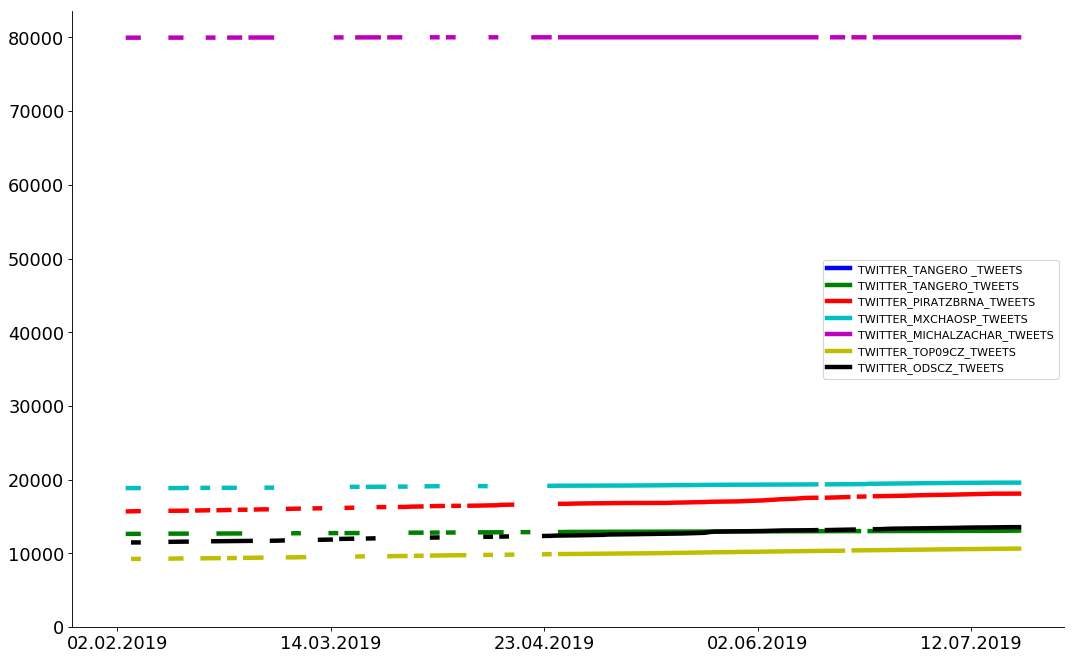 80000
70000
60000
50000
40000
30000
20000
10000
0
TWITTER_TANGERO _TWEETS
TWITTER_TANGERO_TWEETS
TWITTER_PIRATZBRNA_TWEETS
TWITTER_MXCHAOSP_TWEETS
TWITTER_MICHALZACHAR_TWEETS
TWITTER_TOP09CZ_TWEETS
TWITTER_ODSCZ_TWEETS
02.02.2019 14.03.2019 23.04.2019 02.06.2019 12.07.2019